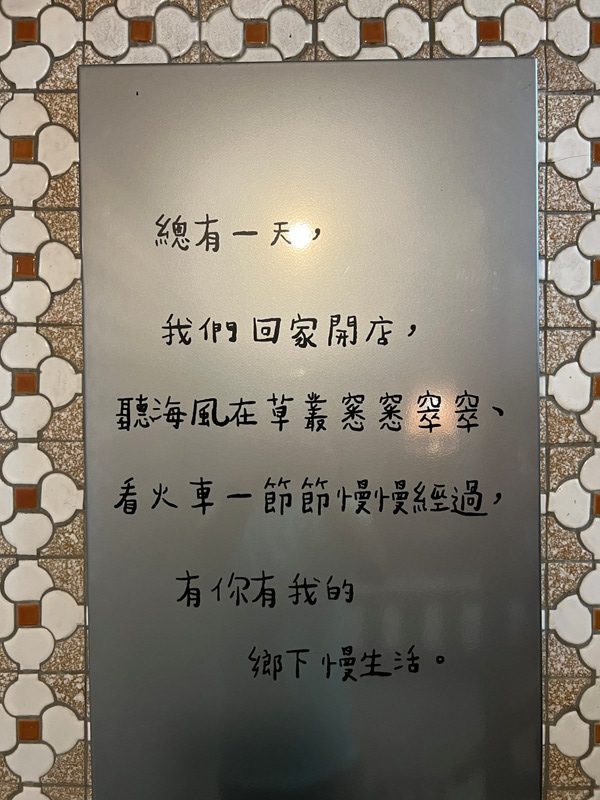 總有一天，
我們回家開店，
聽海風在草叢窸窸窣窣、
看火車一節節慢慢經過，
有你有我的
鄉下慢生活。